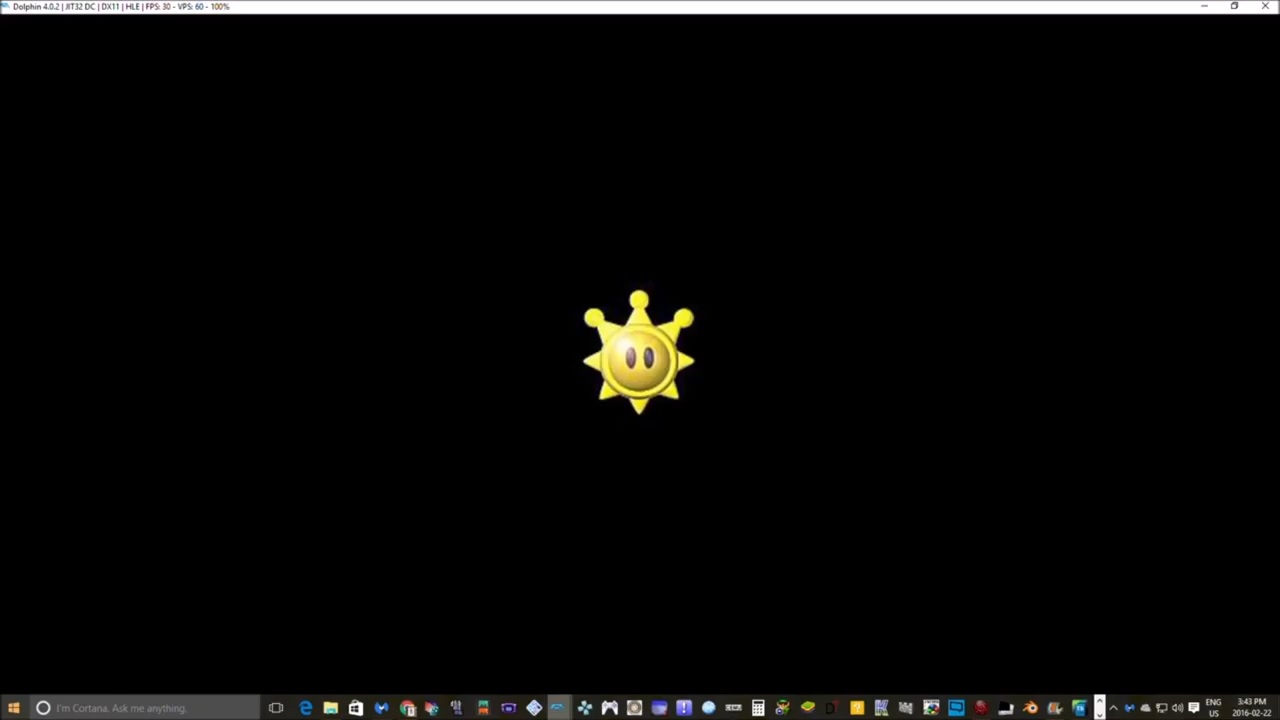 Dolphin 4.0.2 | JIT32 DC | DX11 | HLE | FPS: 30 - VPS: 60 - 100%
I'm Cortana. Ask me anything.
ENG
US
3:43 PM
2016-02-22